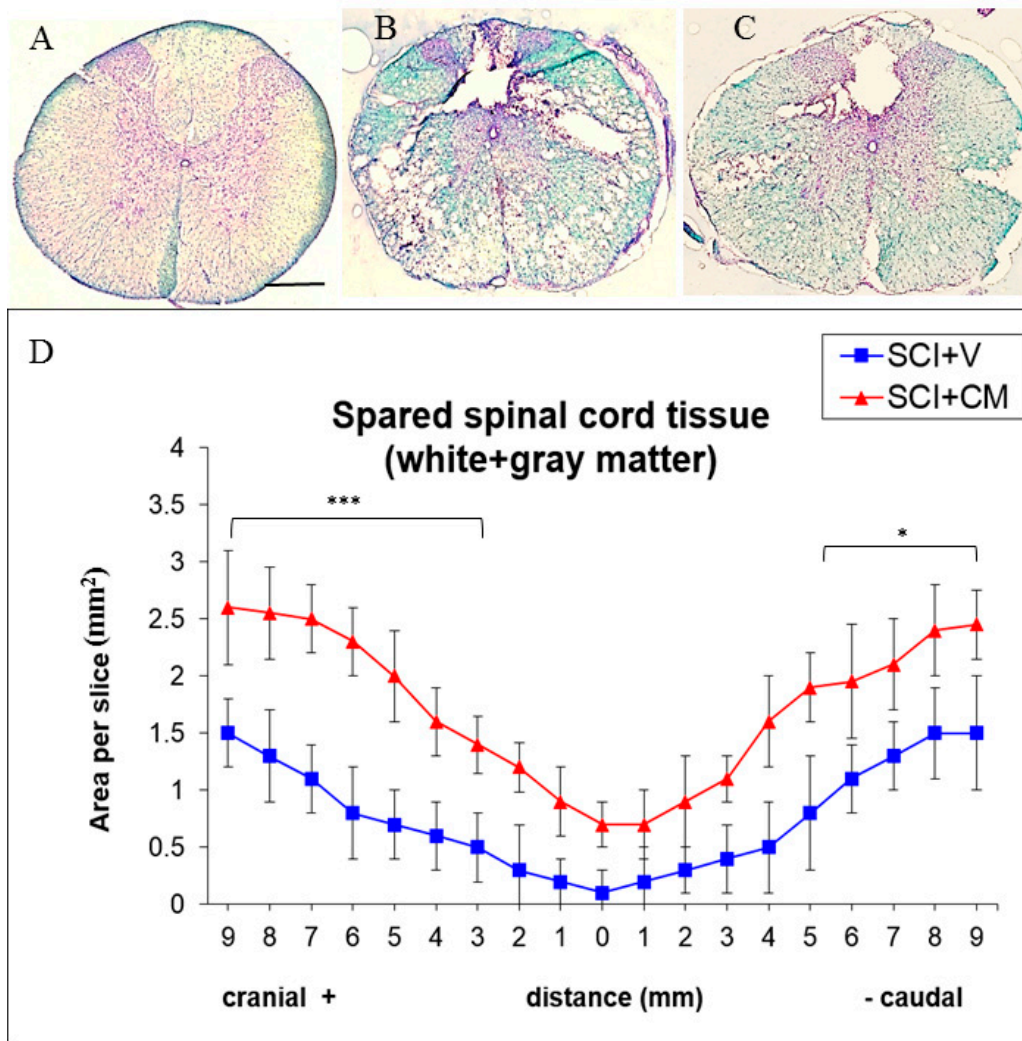 A
B
C
D
SCI+V
SCI+CM
Spared spinal cord tissue
(white+gray matter)
4
3.5
3
2.5
2
1.5
1
0.5
0
Area per slice (mm²)
***
*
9 8 7 6 5 4 3 2 1 0 1 2 3 4 5 6 7 8 9
cranial + distance (mm) - caudal